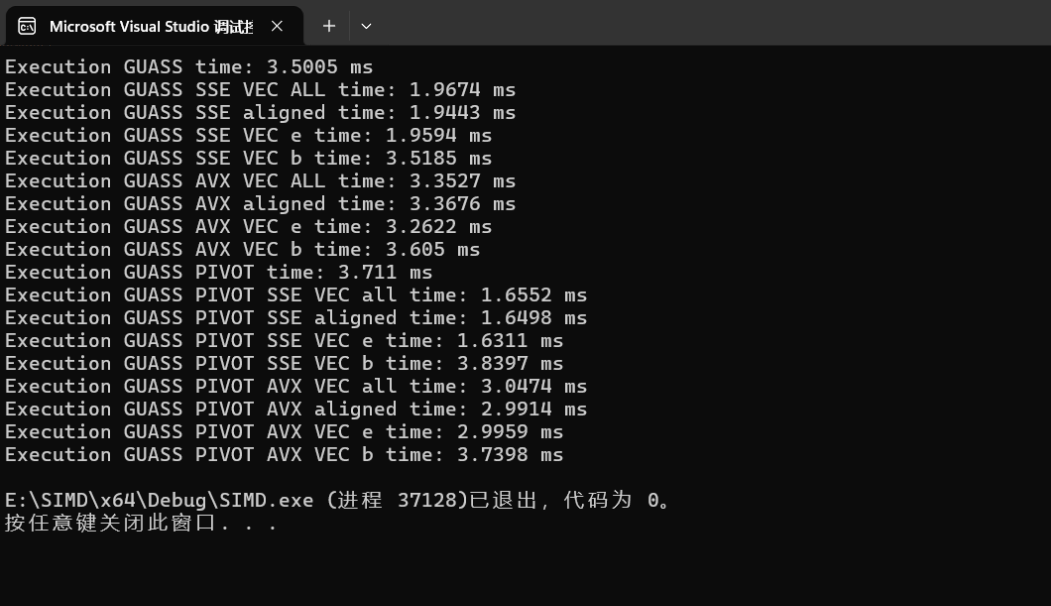 Microsoft Visual Studio 调试
Execution GUASS time: 3.5005 ms
Execution GUASS SSE VEC ALL time: 1.9674 ms
Execution GUASS SSE aligned time: 1.9443 ms
Execution GUASS SSE VEC e time: 1.9594 ms
Execution GUASS SSE VEC b time: 3.5185 ms
Execution GUASS AVX VEC ALL time: 3.3527 ms
Execution GUASS AVX aligned time: 3.3676 ms
Execution GUASS AVX VEC e time: 3.2622 ms
Execution GUASS AVX VEC b time: 3.605 ms
Execution GUASS PIVOT time: 3.711 ms
Execution GUASS PIVOT SSE VEC all time: 1.6552 ms
Execution GUASS PIVOT SSE aligned time: 1.6498 ms
Execution GUASS PIVOT SSE VEC e time: 1.6311 ms
Execution GUASS PIVOT SSE VEC b time: 3.8397 ms
Execution GUASS PIVOT AVX VEC all time: 3.0474 ms
Execution GUASS PIVOT AVX aligned time: 2.9914 ms
Execution GUASS PIVOT AVX VEC e time: 2.9959 ms
Execution GUASS PIVOT AVX VEC b time: 3.7398 ms
E:\SIMD\x64\Debug\SIMD.exe (进程 37128)已退出，代码为 0。
按任意键关闭此窗口. . .